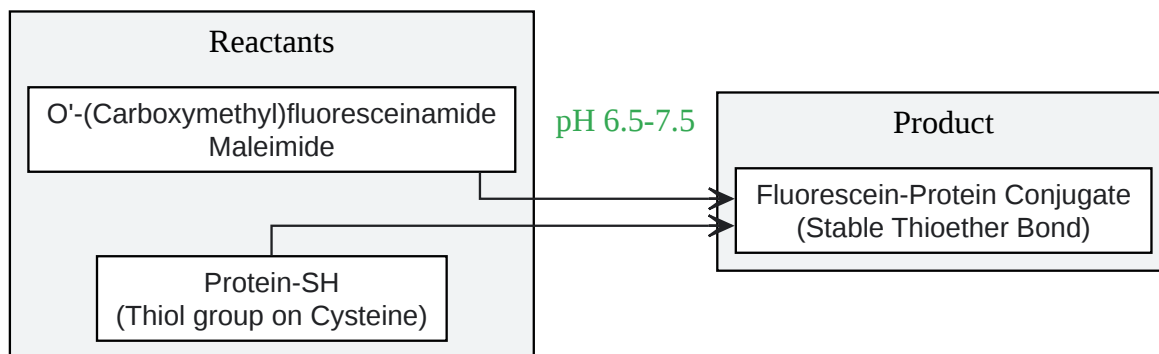 Reactants
O'-(Carboxymethyl)fluoresceinamide
Maleimide
Protein-SH
(Thiol group on Cysteine)
pH 6.5-7.5
Product
Fluorescein-Protein Conjugate
(Stable Thioether Bond)